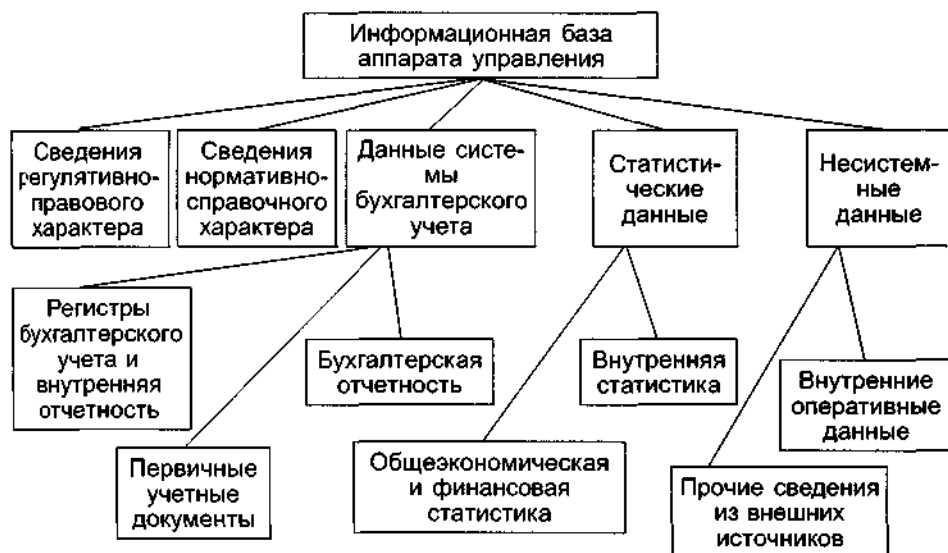 Информационная база
аппарата управления
Сведения
регулятивно-
правового
характера
Сведения
нормативно-
справочного
характера
Данные систе-
мы
бухгалтерского
учета
Статисти-
ческие
данные
Несистем-
ные
данные
Регистры
бухгалтерского
учета и
внутренняя
отчетность
Бухгалтерская
отчетность
Внутренняя
статистика
Внутренние
оперативные
данные
Первичные
учетные
документы
Общеэкономическая
и финансовая
статистика
Прочие сведения
из внешних
источников